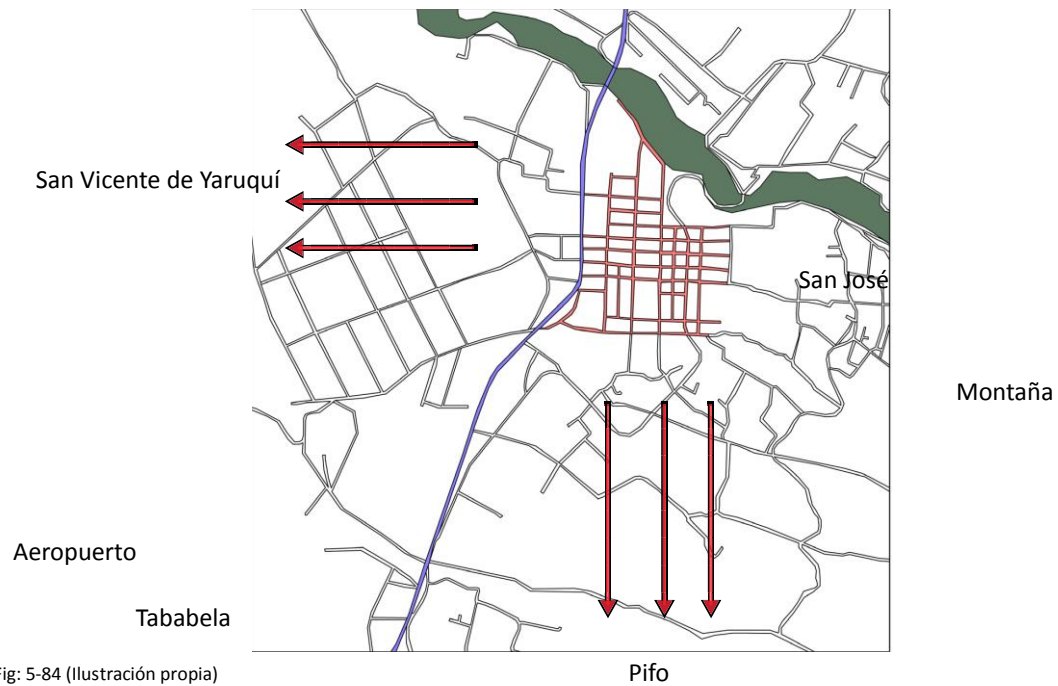 San Vicente de Yaruquí
San José
Montaña
Aeropuerto
Tababela
Fig: 5-84 (Ilustración propia)
Pifo